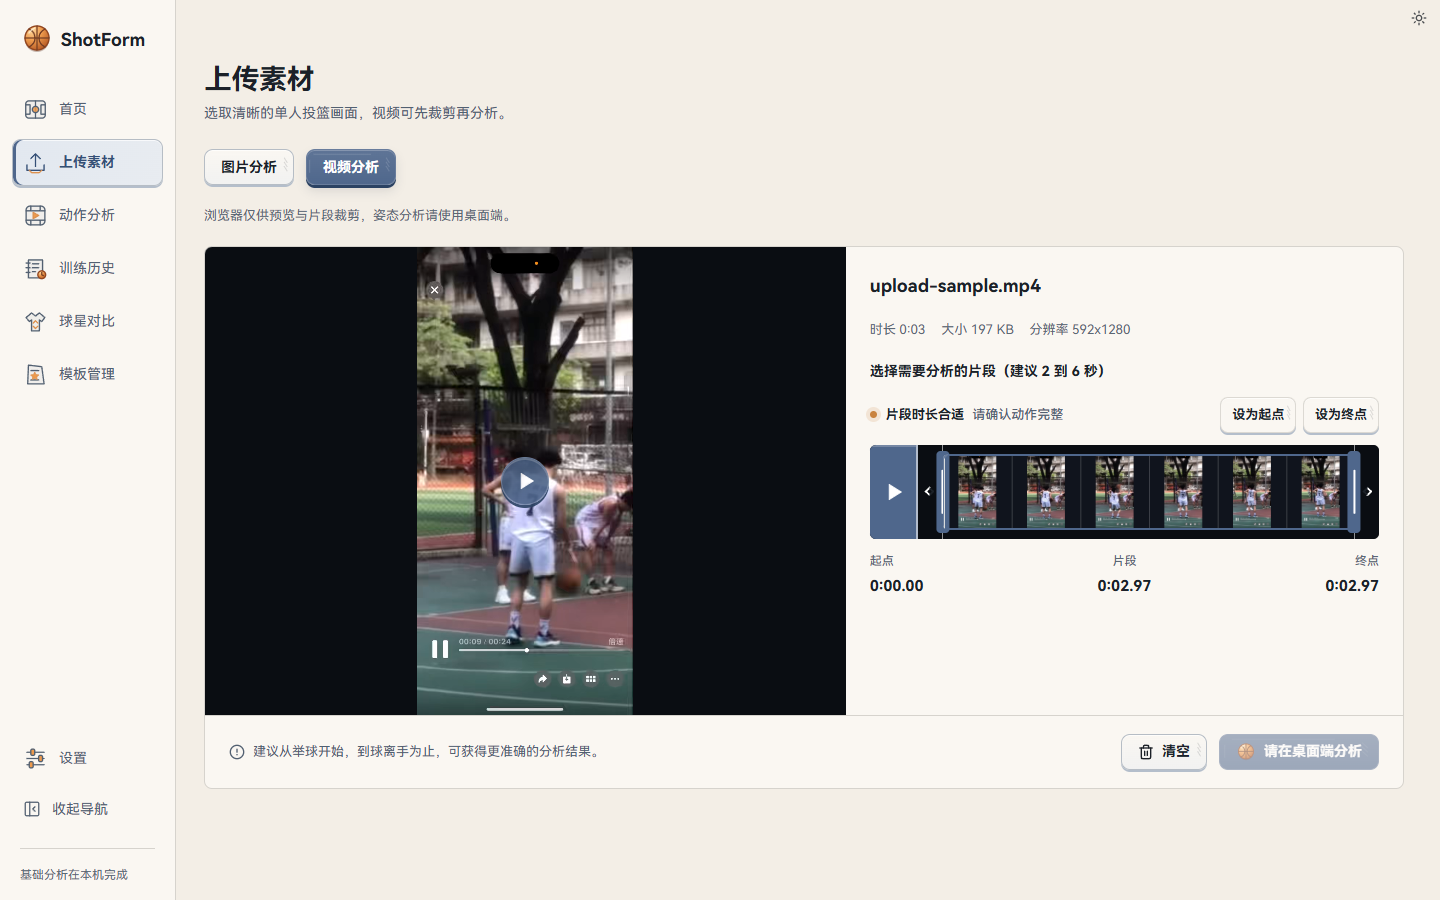 ShotForm
首页
上传素材
动作分析
训练历史
球星对比
模板管理
设置
收起导航
基础分析在本机完成
上传素材
选取清晰的单人投篮画面，视频可先裁剪再分析。
图片分析
视频分析
浏览器仅供预览与片段裁剪，姿态分析请使用桌面端。
00:09 / 00:24
倍速
upload-sample.mp4
时长 0:03 大小 197 KB 分辨率 592x1280
选择需要分析的片段（建议 2 到 6 秒）
片段时长合适 请确认动作完整
设为起点
设为终点
起点 片段 终点
0:00.00 0:02.97 0:02.97
建议从举球开始，到球离手为止，可获得更准确的分析结果。
清空
请在桌面端分析